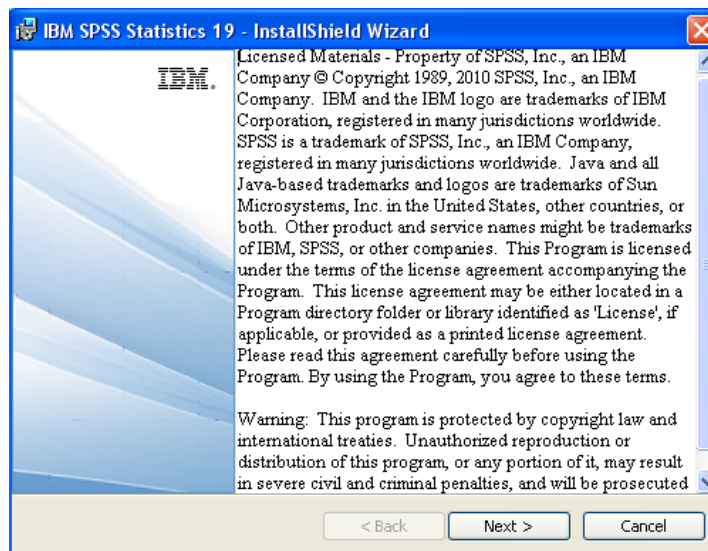 IBM SPSS Statistics 19 - InstallShield Wizard
IBM.
Licensed Materials - Property of SPSS, Inc., an IBM
Company © Copyright 1989, 2010 SPSS, Inc., an IBM
Company. IBM and the IBM logo are trademarks of IBM
Corporation, registered in many jurisdictions worldwide.
SPSS is a trademark of SPSS, Inc., an IBM Company,
registered in many jurisdictions worldwide. Java and all
Java-based trademarks and logos are trademarks of Sun
Microsystems, Inc. in the United States, other countries, or
both. Other product and service names might be trademarks
of IBM, SPSS, or other companies. This Program is licensed
under the terms of the license agreement accompanying the
Program. This license agreement may be either located in a
Program directory folder or library identified as 'License', if
applicable, or provided as a printed license agreement.
Please read this agreement carefully before using the
Program. By using the Program, you agree to these terms.
Warning: This program is protected by copyright law and
international treaties. Unauthorized reproduction or
distribution of this program, or any portion of it, may result
in severe civil and criminal penalties, and will be prosecuted
< Back
Next >
Cancel